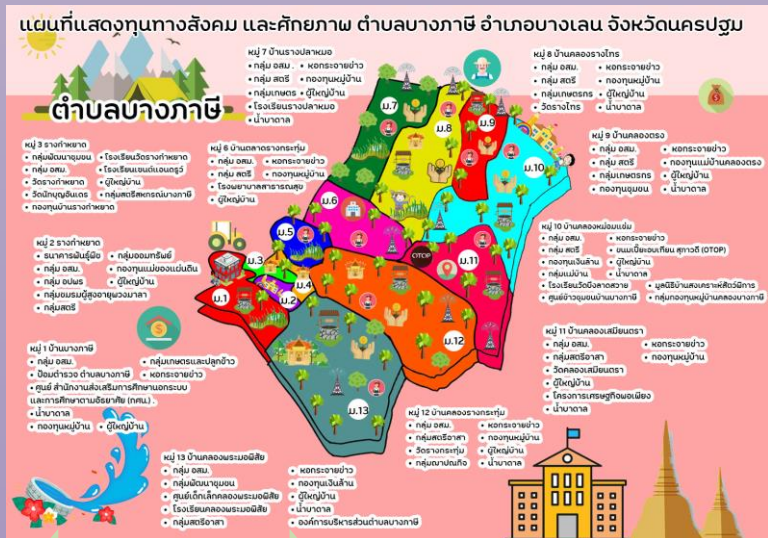 แผนที่แสดงทุนทางสังคม และศักยภาพ ตำบลบางภาษี อำเภอบางเลน จังหวัดนครปฐม
ตำบลบางภาษี
หมู่ 7 บ้านรางปลาหมอ
• กลุ่ม อสม. • หอกระจายข่าว
• กลุ่ม สตรี • กองทุนหมู่บ้าน
• กลุ่มเกษตร • ผู้ใหญ่บ้าน
• โรงเรียนรางปลาหมอ
• น้ำบาดาล
หมู่ 8 บ้านคลองรางไทร
• กลุ่ม อสม. • หอกระจายข่าว
• กลุ่ม สตรี • กองทุนหมู่บ้าน
• กลุ่มเกษตรกร • ผู้ใหญ่บ้าน
• วัดรางไทร • น้ำบาดาล
หมู่ 3 รางกำหยาด
• กลุ่มพัฒนาชุมชน • โรงเรียนวัดรางกำหยาด
• กลุ่ม อสม. • โรงเรียนเซนต์แอนดรูว์
• วัดรางกำหยาด • ผู้ใหญ่บ้าน
• วัดนักบุญอันเดร • กลุ่มสตรีสหกรณ์บางภาษี
• กองทุนบ้านรางกำหยาด
หมู่ 6 บ้านตลาดรางกระทุ่ม
• กลุ่ม อสม. • หอกระจายข่าว
• กลุ่ม สตรี • กองทุนหมู่บ้าน
• โรงพยาบาลสาธารณสุข
• ผู้ใหญ่บ้าน
หมู่ 9 บ้านคลองตรง
• กลุ่ม อสม. • หอกระจายข่าว
• กลุ่ม สตรี • กองทุนแม่บ้านคลองตรง
• กลุ่มเกษตรกร • ผู้ใหญ่บ้าน
• กองทุนชุมชน • น้ำบาดาล
หมู่ 2 รางกำหยาด
• ธนาคารพันธุ์พืช • กลุ่มออมทรัพย์
• กลุ่ม อสม. • กองทุนแม่ของแผ่นดิน
• กลุ่ม อปพร • ผู้ใหญ่บ้าน
• กลุ่มชมรมผู้สูงอายุพวงมาลา
• กลุ่มสตรี
หมู่ 10 บ้านคลองหม่อมแช่ม
• กลุ่ม อสม. • หอกระจายข่าว
• กลุ่ม สตรี • ขนมเปี๊ยะอบเทียน สุภาวดี (OTOP)
• กองทุนเงินล้าน • ผู้ใหญ่บ้าน
• กลุ่มแม่บ้าน • น้ำบาดาล
• โรงเรียนวัดบึงลาดสวาย • มูลนิธิบ้านสงเคราะห์สัตว์พิการ
• ศูนย์ข่าวชุมชนบ้านบางภาษี • กลุ่มกองทุนหมู่บ้านคลองบางภาษี
หมู่ 1 บ้านบางภาษี
• กลุ่ม อสม. • กลุ่มเกษตรและปลูกข้าว
• ป้อมตำรวจ ตำบลบางภาษี • หอกระจายข่าว
• ศูนย์ สำนักงานส่งเสริมการศึกษานอกระบบ
และการศึกษาตามอัธยาศัย (กศน.)
• น้ำบาดาล
• กองทุนหมู่บ้าน • ผู้ใหญ่บ้าน
หมู่ 11 บ้านคลองเสมียนตรา
• กลุ่ม อสม. • หอกระจายข่าว
• กลุ่มสตรีอาสา • กองทุนหมู่บ้าน
• วัดคลองเสมียนตรา
• ผู้ใหญ่บ้าน
• โครงการเศรษฐกิจพอเพียง
• น้ำบาดาล
หมู่ 12 บ้านคลองรางกระทุ่ม
• กลุ่ม อสม. • หอกระจายข่าว
• กลุ่มสตรีอาสา • กองทุนหมู่บ้าน
• วัดรางกระทุ่ม • ผู้ใหญ่บ้าน
• กลุ่มฌาปณกิจ • น้ำบาดาล
หมู่ 13 บ้านคลองพระมอพิสัย
• กลุ่ม อสม. • หอกระจายข่าว
• กลุ่มพัฒนาชุมชน • กองทุนเงินล้าน
• ศูนย์เด็กเล็กคลองพระมอพิสัย • ผู้ใหญ่บ้าน
• โรงเรียนคลองพระมอพิสัย • น้ำบาดาล
• กลุ่มสตรีอาสา • องค์การบริหารส่วนตำบลบางภาษี
ม.7
ม.8
ม.9
ม.10
ม.6
ม.5
ม.3
ม.4
ม.2
ม.1
OTOP
ม.11
ม.12
ม.13